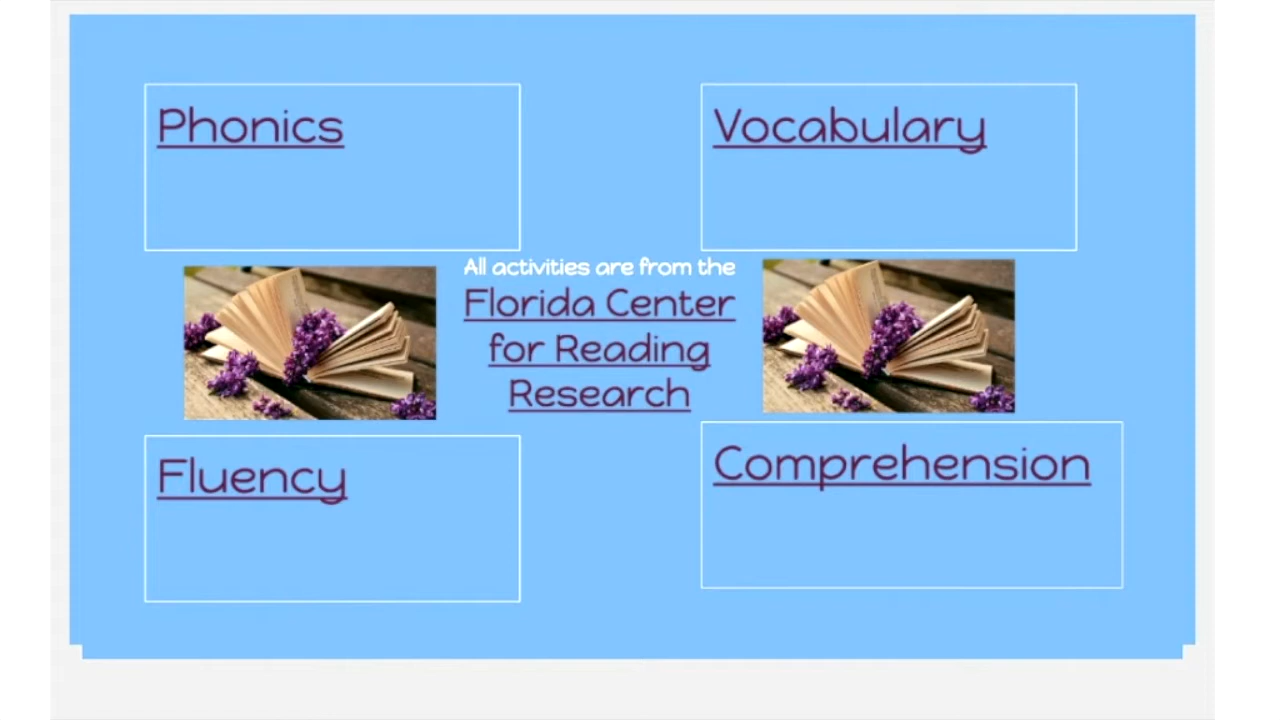 Phonics
Vocabulary
All activities are from the
Florida Center
for Reading
Research
Fluency
Comprehension